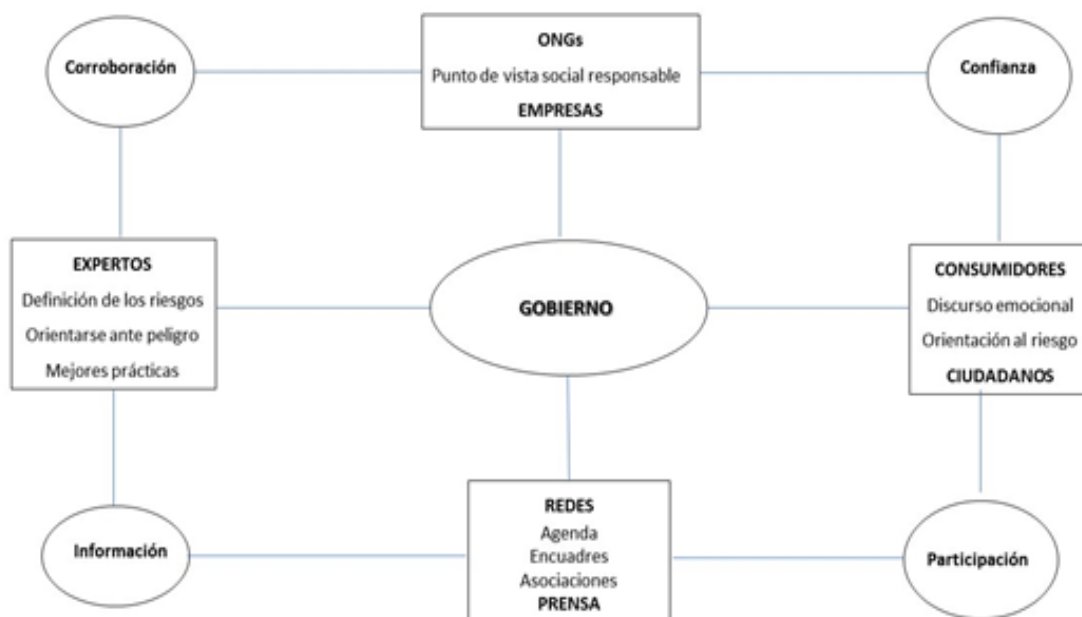 Corroboración
ONGs
Punto de vista social responsable
EMPRESAS
Confianza
EXPERTOS
Definición de los riesgos
Orientarse ante peligro
Mejores prácticas
GOBIERNO
CONSUMIDORES
Discurso emocional
Orientación al riesgo
CIUDADANOS
Información
REDES
Agenda
Encuadres
Asociaciones
PRENSA
Participación